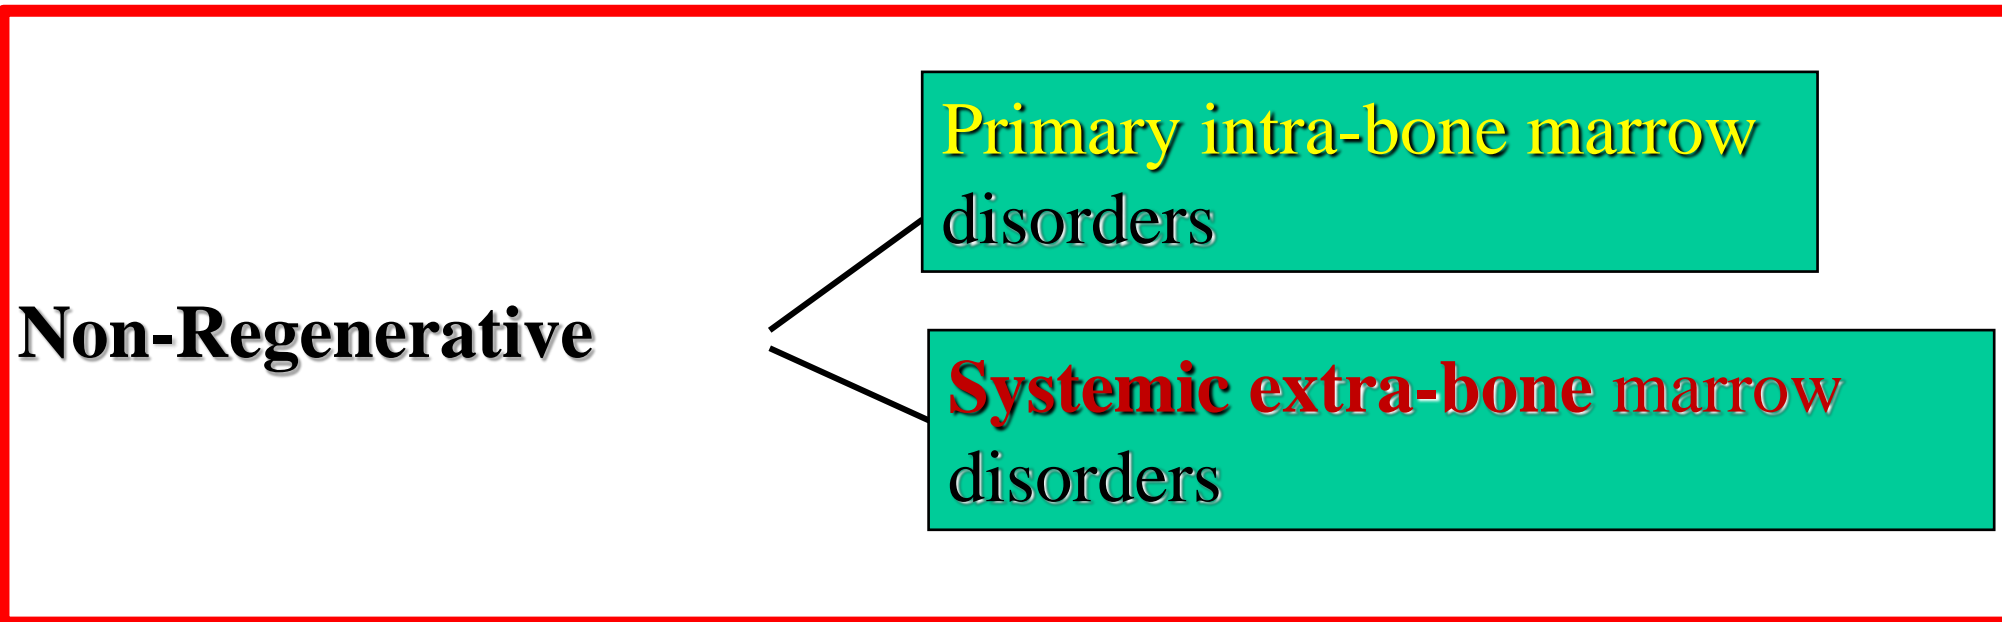 Primary intra-bone marrow
disorders
Non-Regenerative
Systemic extra-bone marrow
disorders